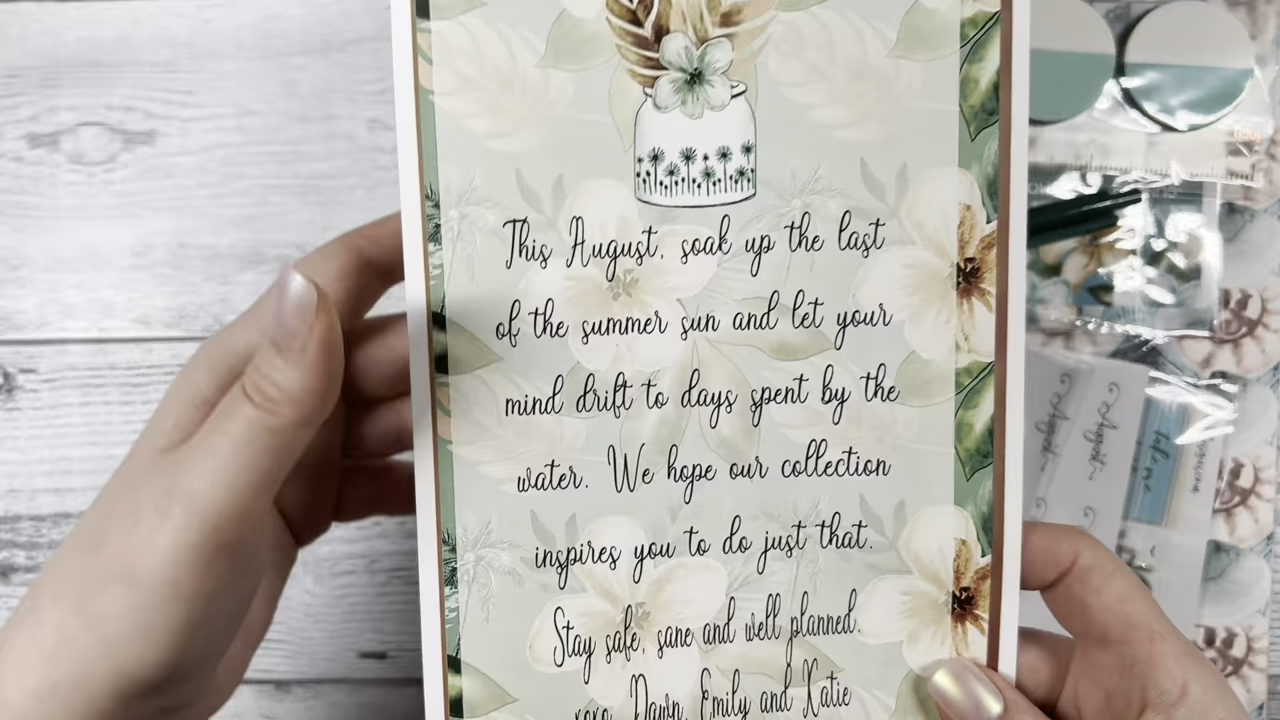 This August, soak up the last
of the summer sun and let your
mind drift to days spent by the
water. We hope our collection
inspires you to do just that.
Stay safe, sane and well planned.
xoxo, Dawn, Emily and Katie
August
August